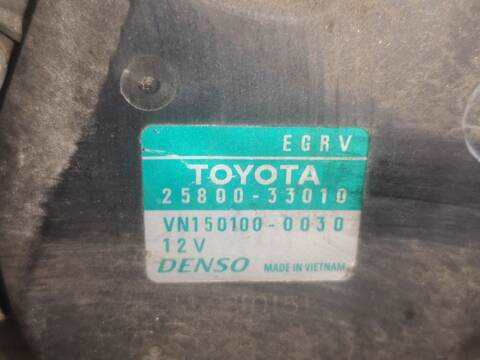 EGRV
TOYOTA
25800-33010
VN150100-0030
12V
DENSO MADE IN VIETNAM